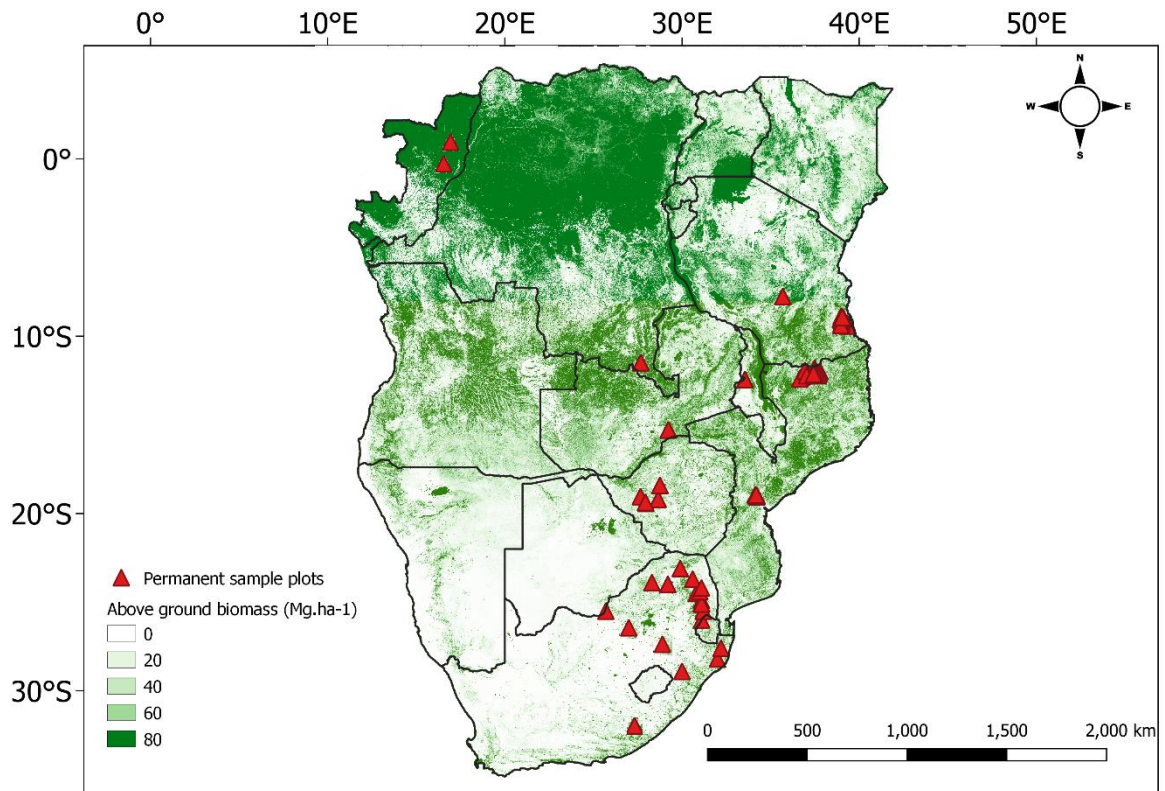 0° 10°E 20°E 30°E 40°E 50°E
N
W E
S
0°
10°S
20°S
30°S
Permanent sample plots
Above ground biomass (Mg.ha-1)
0
20
40
60
80
0 500 1,000 1,500 2,000 km